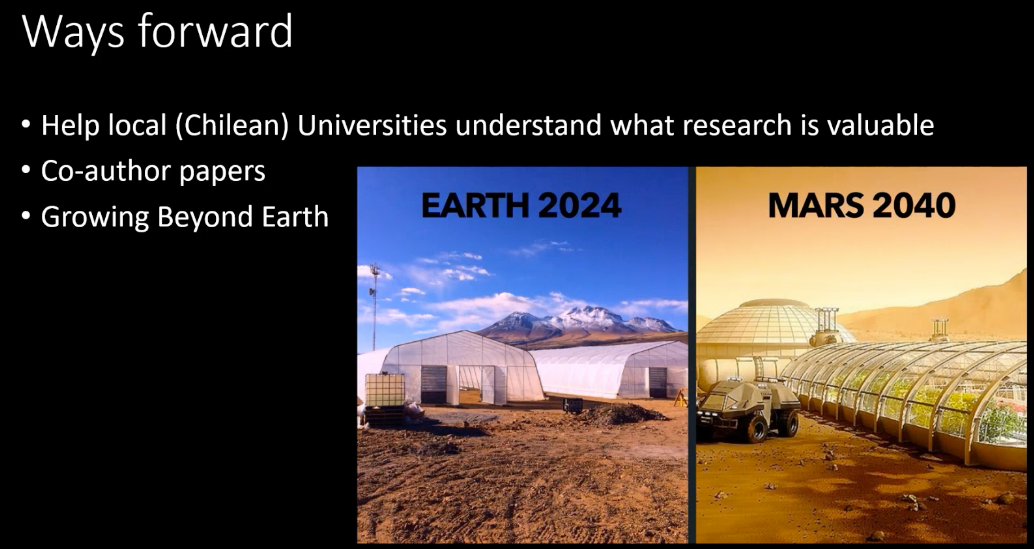 Ways forward
• Help local (Chilean) Universities understand what research is valuable
• Co-author papers
• Growing Beyond Earth
EARTH 2024
MARS 2040